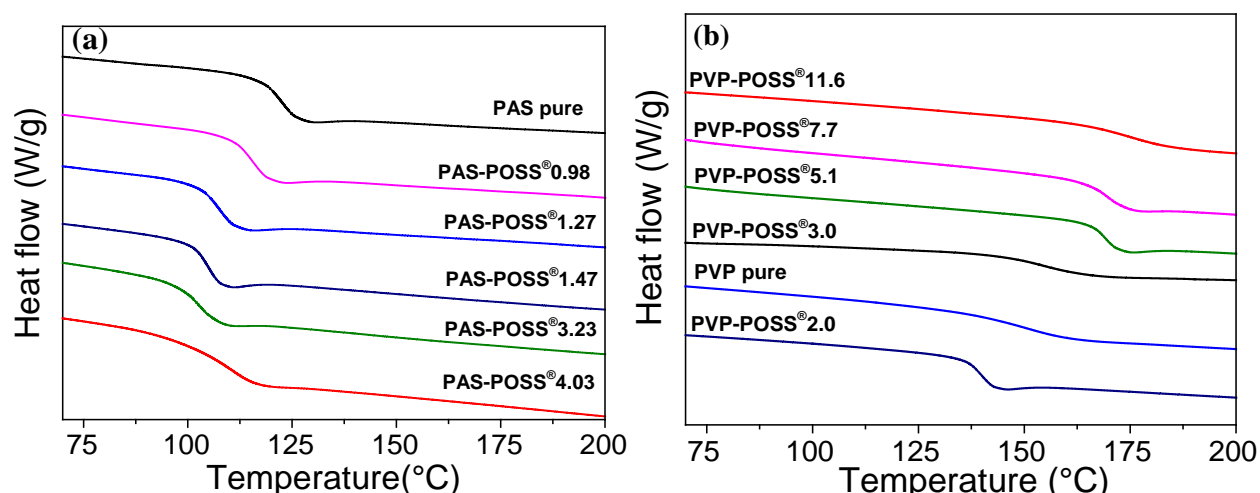 (a)
PAS pure
PAS-POSS®0.98
PAS-POSS®1.27
PAS-POSS®1.47
PAS-POSS®3.23
PAS-POSS®4.03
Heat flow (W/g)
75 100 125 150 175 200
Temperature(°C)
(b)
PVP-POSS®11.6
PVP-POSS®7.7
PVP-POSS®5.1
PVP-POSS®3.0
PVP pure
PVP-POSS®2.0
Heat flow (W/g)
75 100 125 150 175 200
Temperature (°C)